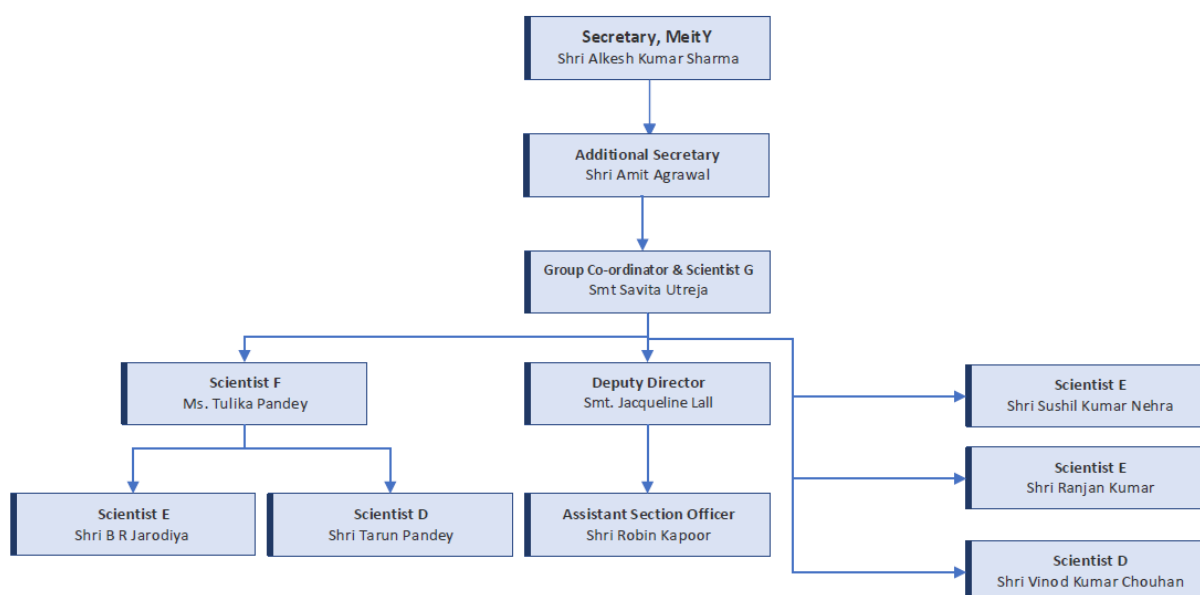 Secretary, MeitY
Shri Alkesh Kumar Sharma
Additional Secretary
Shri Amit Agrawal
Group Co-ordinator & Scientist G
Smt Savita Utreja
Scientist F
Ms. Tulika Pandey
Deputy Director
Smt. Jacqueline Lall
Scientist E
Shri Sushil Kumar Nehra
Scientist E
Shri Ranjan Kumar
Scientist E
Shri B R Jarodiya
Scientist D
Shri Tarun Pandey
Assistant Section Officer
Shri Robin Kapoor
Scientist D
Shri Vinod Kumar Chouhan